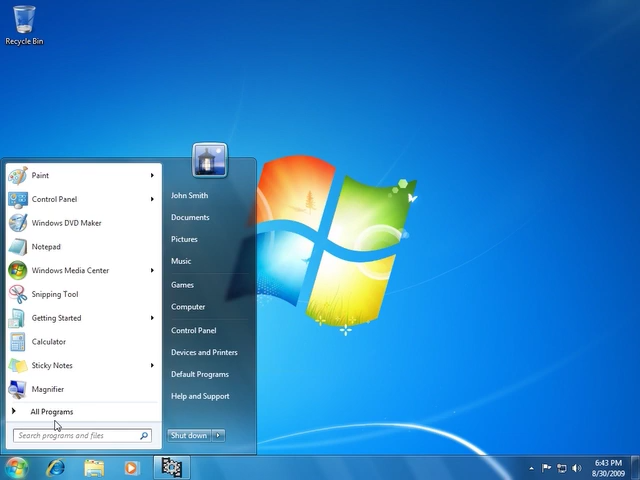 Recycle Bin
Paint
Control Panel
Windows DVD Maker
Notepad
Windows Media Center
Snipping Tool
Getting Started
Calculator
Sticky Notes
Magnifier
All Programs
Search programs and files
John Smith
Documents
Pictures
Music
Games
Computer
Control Panel
Devices and Printers
Default Programs
Help and Support
Shut down
6:43 PM
8/30/2009